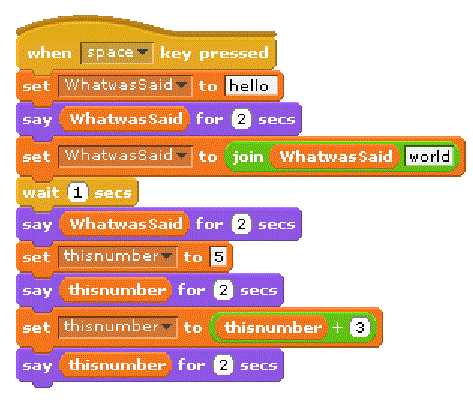 when space key pressed
set WhatwasSaid to hello
say WhatwasSaid for 2 secs
set WhatwasSaid to join WhatwasSaid world
wait 1 secs
say WhatwasSaid for 2 secs
set thisnumber to 5
say thisnumber for 2 secs
set thisnumber to thisnumber + 3
say thisnumber for 2 secs